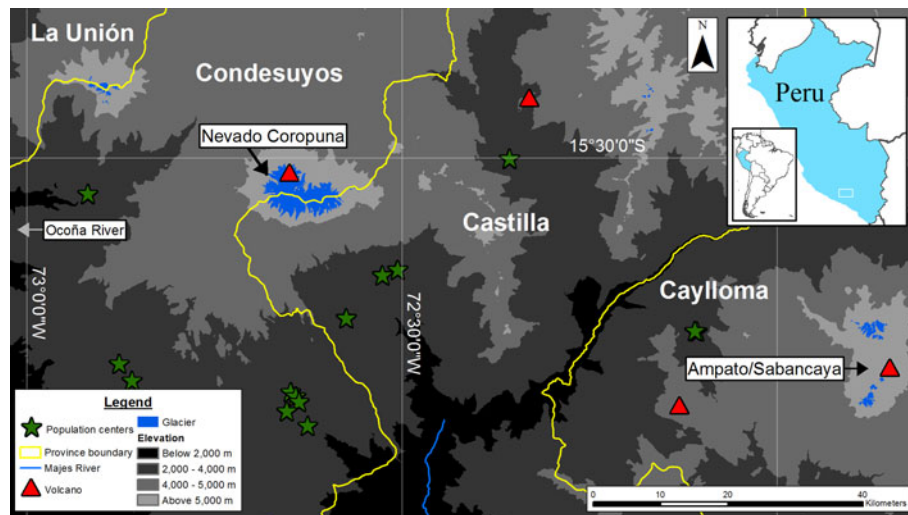 La Unión
Condesuyos
N
Peru
Nevado Coropuna
15°30'0"S
Castilla
Ocoña River
73°0'0"W
72°30'0"W
Caylloma
Ampato/Sabancaya
Legend
Population centers
Province boundary
Majes River
Volcano
Glacier
Elevation
Below 2,000 m
2,000 - 4,000 m
4,000 - 5,000 m
Above 5,000 m
0 10 20 40
Kilometers